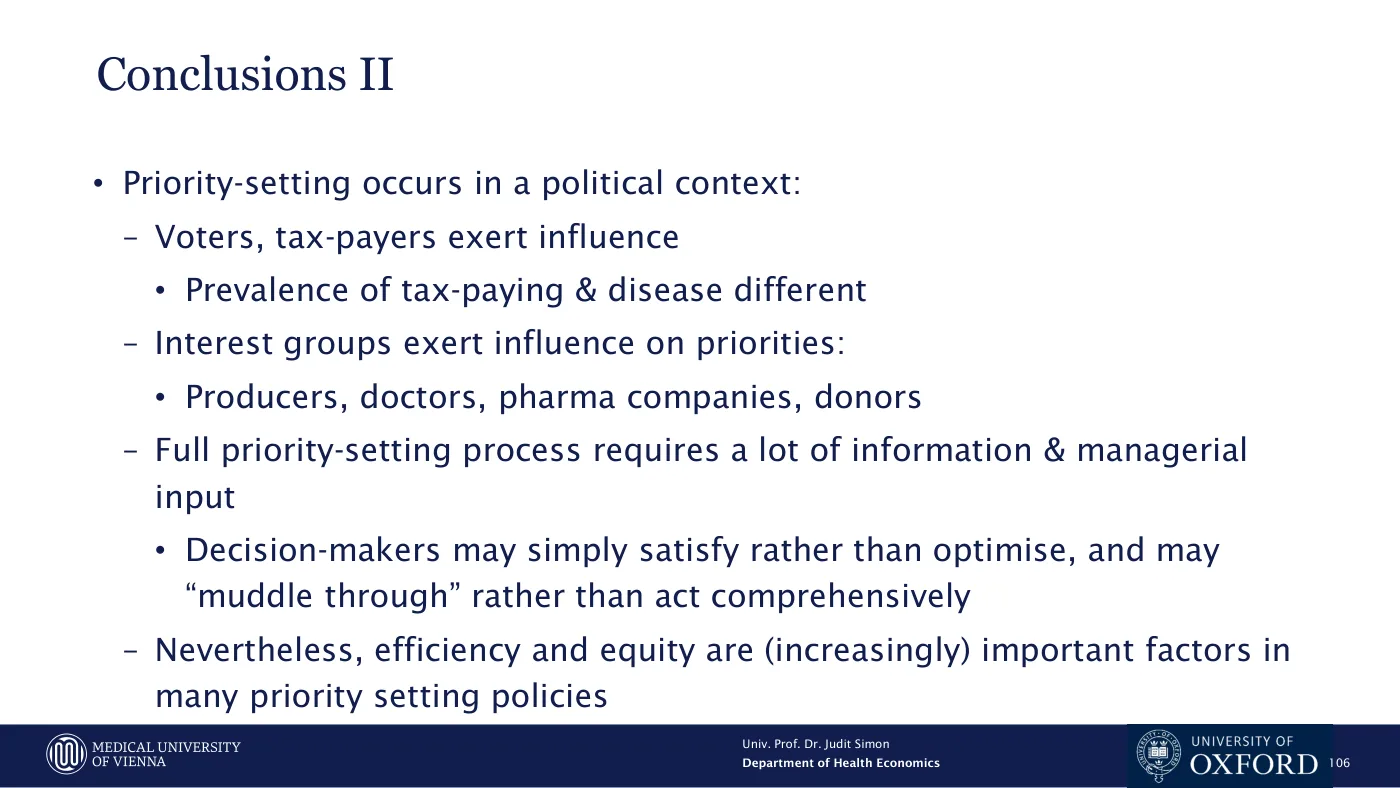 Conclusions II
• Priority-setting occurs in a political context:
– Voters, tax-payers exert influence
• Prevalence of tax-paying & disease different
– Interest groups exert influence on priorities:
• Producers, doctors, pharma companies, donors
– Full priority-setting process requires a lot of information & managerial
input
• Decision-makers may simply satisfy rather than optimise, and may
“muddle through” rather than act comprehensively
– Nevertheless, efficiency and equity are (increasingly) important factors in
many priority setting policies
MEDICAL UNIVERSITY
OF VIENNA
Univ. Prof. Dr. Judit Simon
Department of Health Economics
UNIVERSITY OF
OXFORD
106